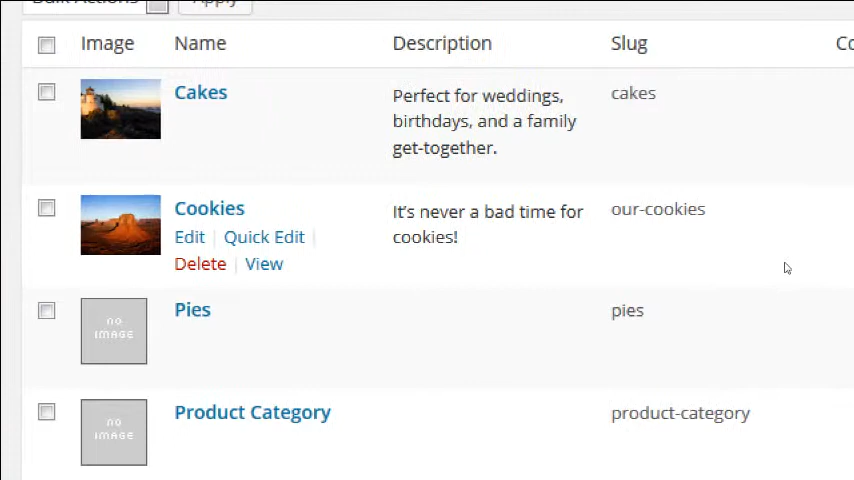 Bulk Actions Apply
Image Name Description Slug
Cakes Perfect for weddings, cakes
birthdays, and a family
get-together.
Cookies It's never a bad time for our-cookies
Edit | Quick Edit | cookies!
Delete | View
Pies pies
NO
IMAGE
Product Category product-category
NO
IMAGE